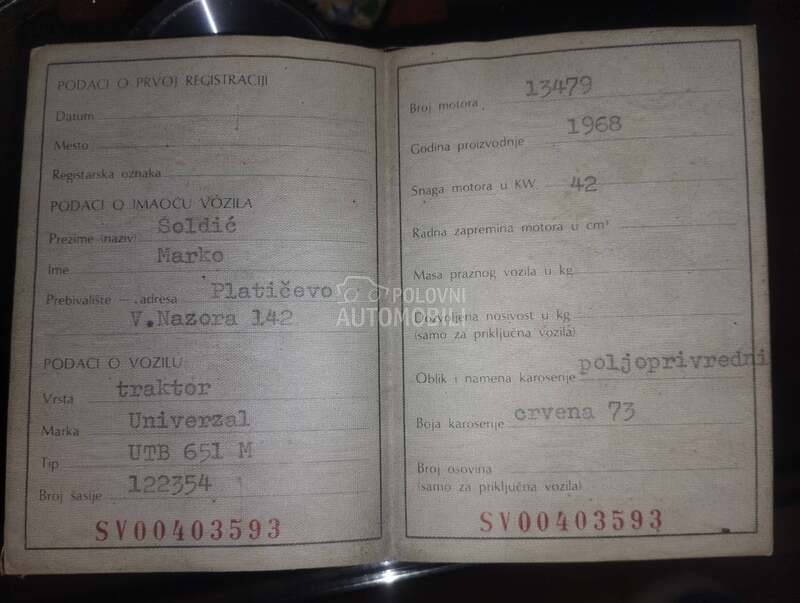 PODACI O PRVOJ REGISTRACIJI
Datum
Mesto
Registarska oznaka
PODACI O IMAOCU VOZILA
Prezime (naziv) Soldić
Ime Marko
Prebivalište — adresa Platičevo
V.Nazora 142
PODACI O VOZILU
Vrsta traktor
Marka Univerzal
Tip UTB 651 M
Broj šasije 122354
SV00403593
Broj motora 13479
Godina proizvodnje 1968
Snaga motora u KW. 42
Radna zapremina motora u cm³
Masa praznog vozila u kg
Dozvoljena nosivost u kg
(samo za priključna vozila)
Oblik i namena karoserije poljoprivredni
Boja karoserije crvena 73
Broj osovina
(samo za priključna vozila)
SV00403593
POLOVNI
AUTOMOBILI